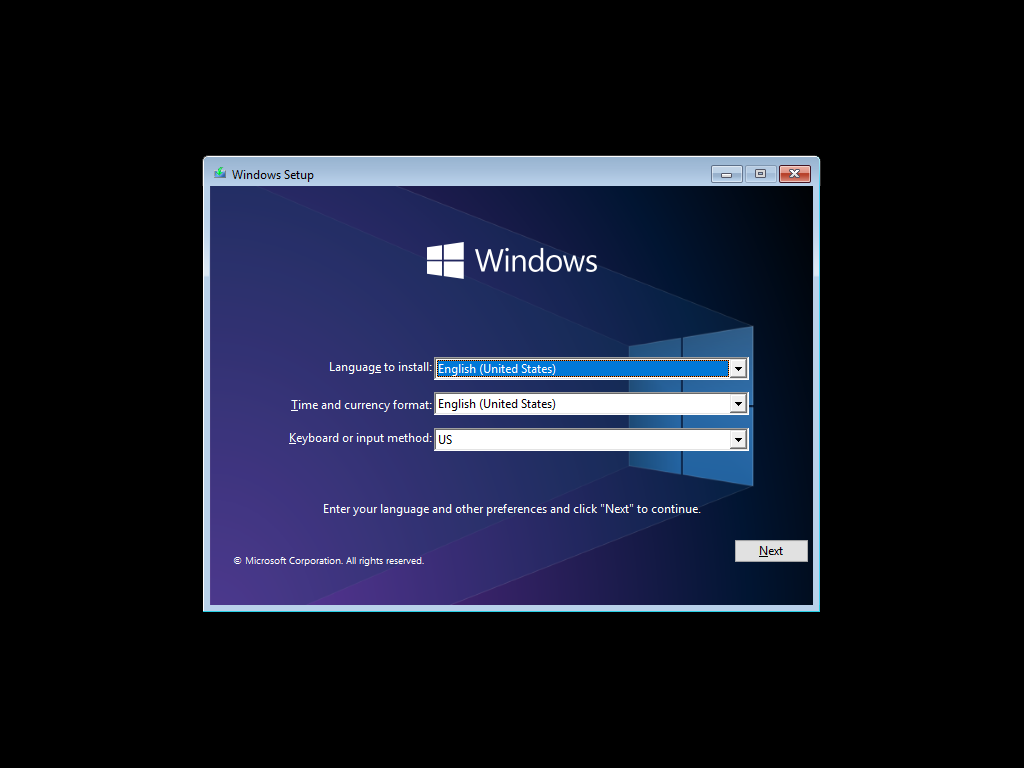 Windows Setup
Windows
Language to install: English (United States)
Time and currency format: English (United States)
Keyboard or input method: US
Enter your language and other preferences and click "Next" to continue.
Next
© Microsoft Corporation. All rights reserved.